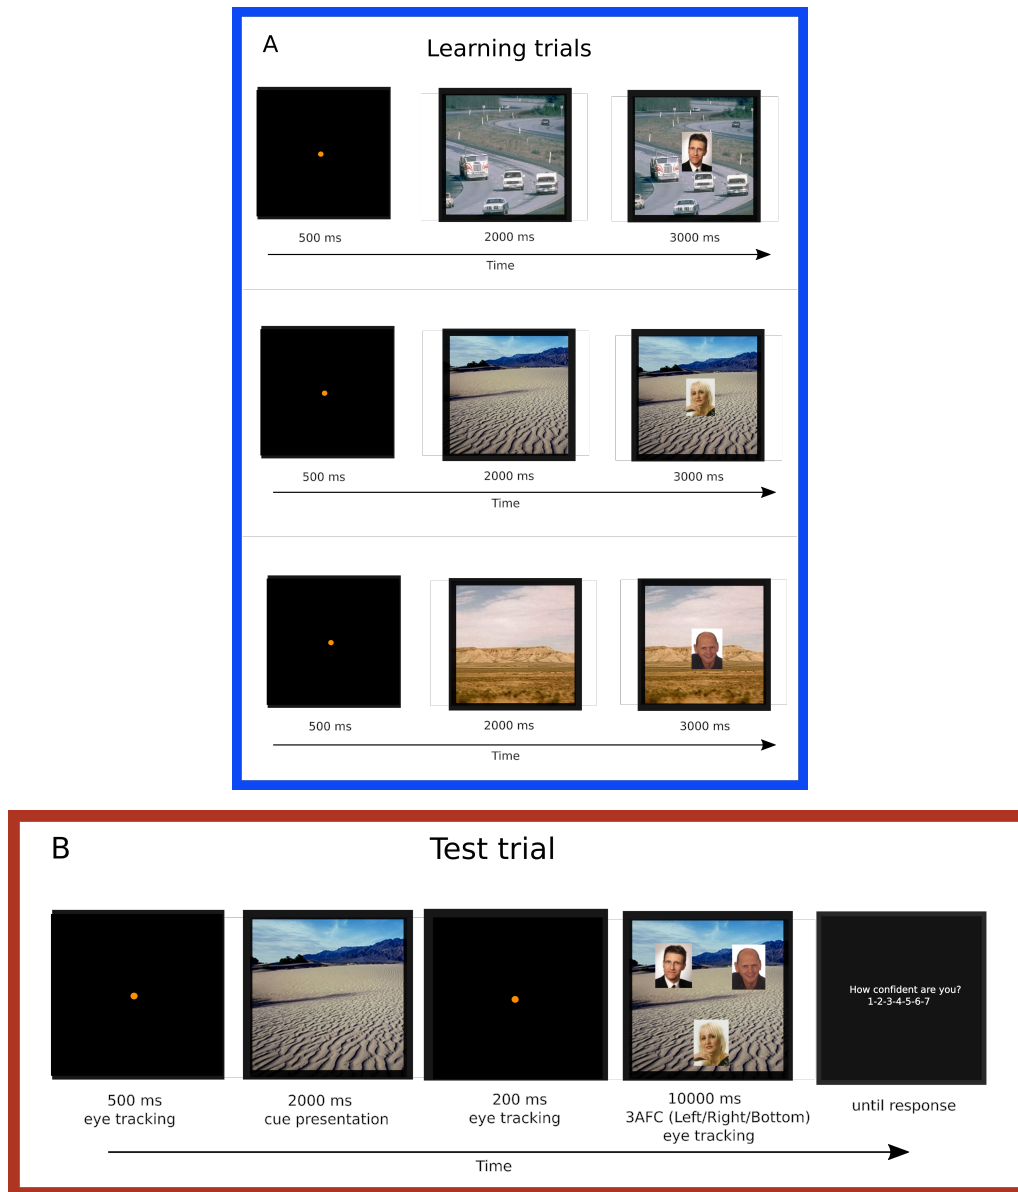 A
Learning trials
500 ms
2000 ms
3000 ms
Time
500 ms
2000 ms
3000 ms
Time
500 ms
2000 ms
3000 ms
Time
B
Test trial
How confident are you?
1-2-3-4-5-6-7
500 ms
eye tracking
2000 ms
cue presentation
200 ms
eye tracking
10000 ms
3AFC (Left/Right/Bottom)
eye tracking
until response
Time